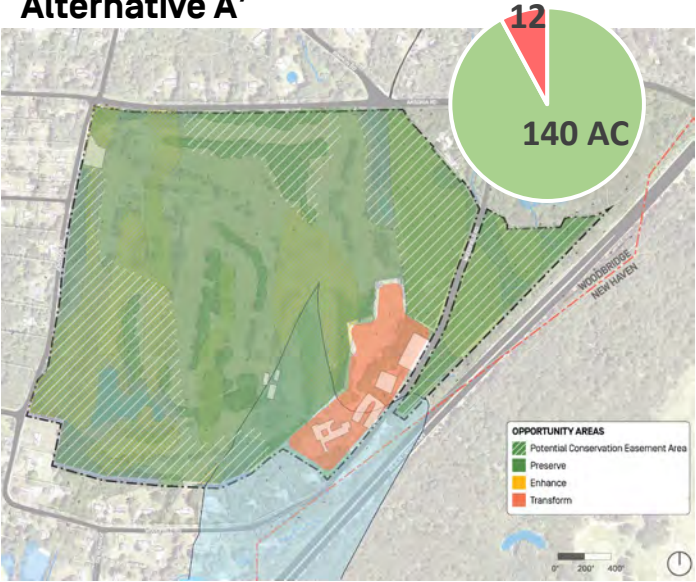 Alternative A'
12
140 AC
WOODBRIDGE
NEW HAVEN
OPPORTUNITY AREAS
Potential Conservation Easement Area
Preserve
Enhance
Transform
0" 200' 400'